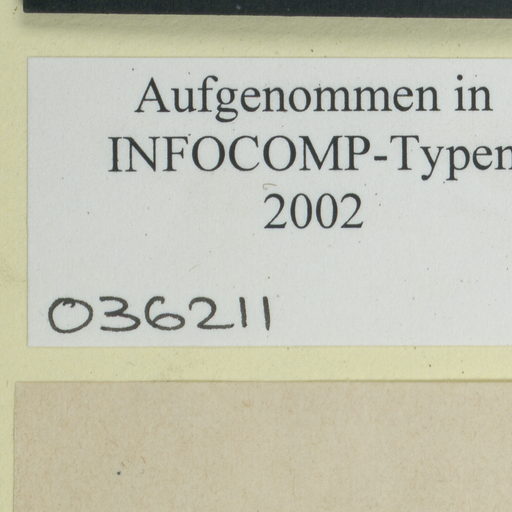 Aufgenommen in
INFOCOMP-Typen
2002
036211